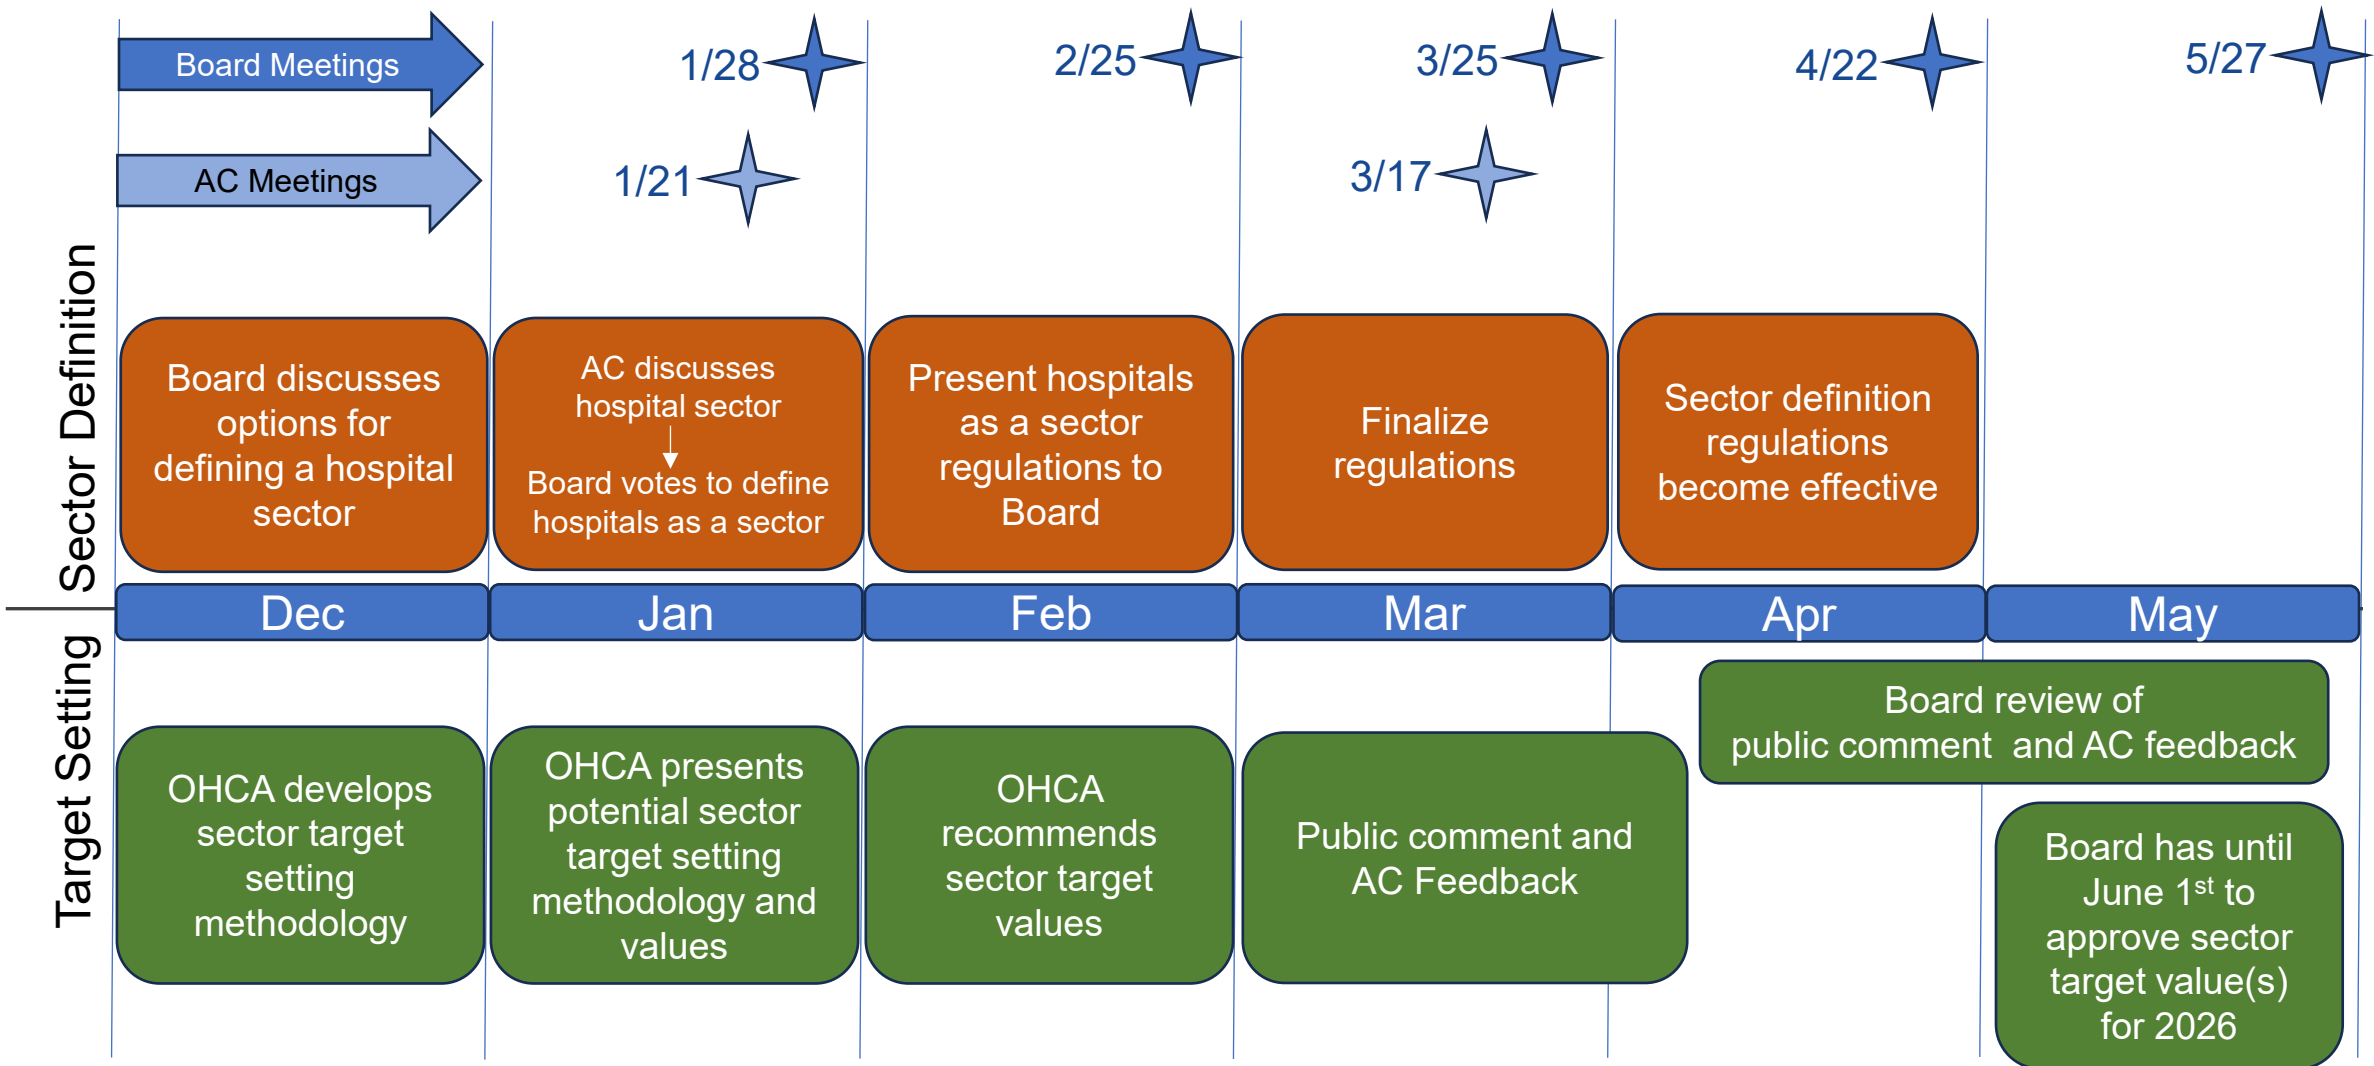 Board Meetings
1/28
2/25
3/25
4/22
5/27
AC Meetings
1/21
3/17
Sector Definition
Board discusses
options for
defining a hospital
sector
AC discusses
hospital sector
Board votes to define
hospitals as a sector
Present hospitals
as a sector
regulations to
Board
Finalize
regulations
Sector definition
regulations
become effective
Dec
Jan
Feb
Mar
Apr
May
Target Setting
OHCA develops
sector target
setting
methodology
OHCA presents
potential sector
target setting
methodology and
values
OHCA
recommends
sector target
values
Public comment and
AC Feedback
Board review of
public comment  and AC feedback
Board has until
June 1st to
approve sector
target value(s)
for 2026